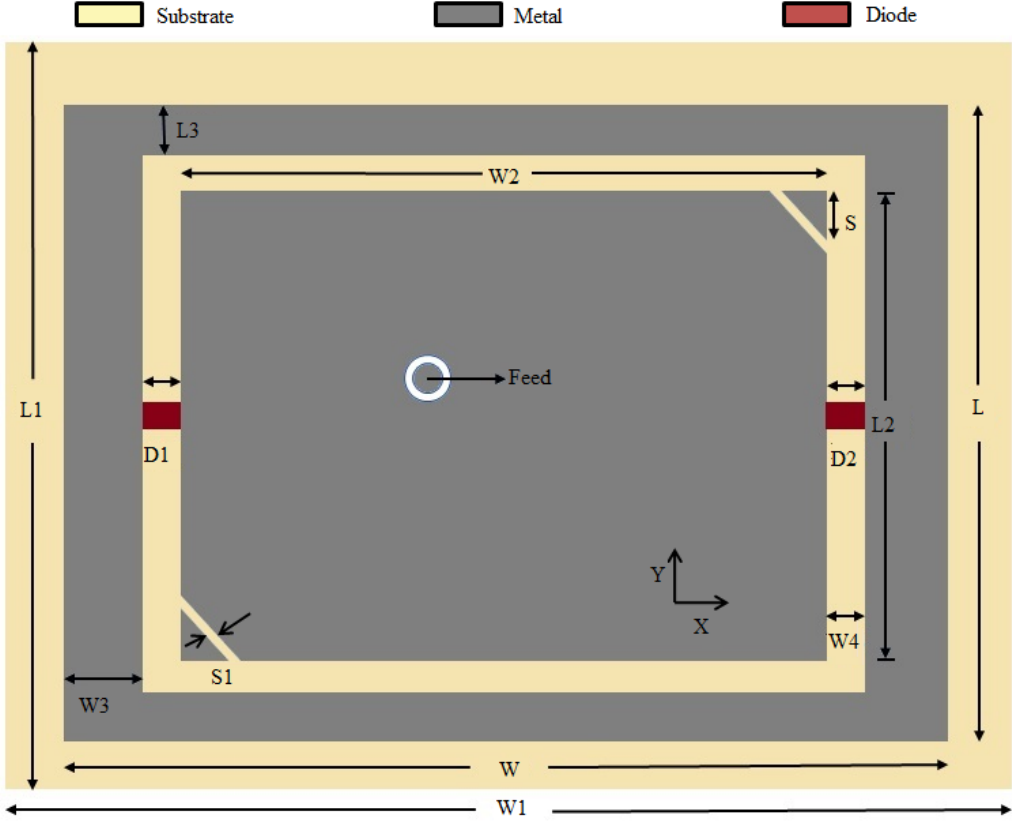 Substrate
Metal
Diode
L3
W2
S
Feed
L1
L
L2
D1
D2
Y
X
W4
S1
W3
W
W1